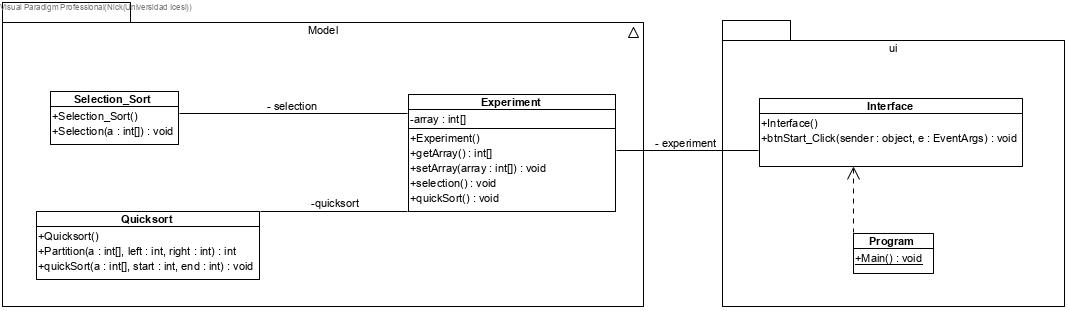 Visual Paradigm Professional(Nick(Universidad Icesi))
Model
ui
Selection_Sort
+Selection_Sort()
+Selection(a : int[]) : void
- selection
Experiment
-array : int[]
+Experiment()
+getArray() : int[]
+setArray(array : int[]) : void
+selection() : void
+quickSort() : void
- experiment
Interface
+Interface()
+btnStart_Click(sender : object, e : EventArgs) : void
-quicksort
Quicksort
+Quicksort()
+Partition(a : int[], left : int, right : int) : int
+quickSort(a : int[], start : int, end : int) : void
Program
+Main() : void